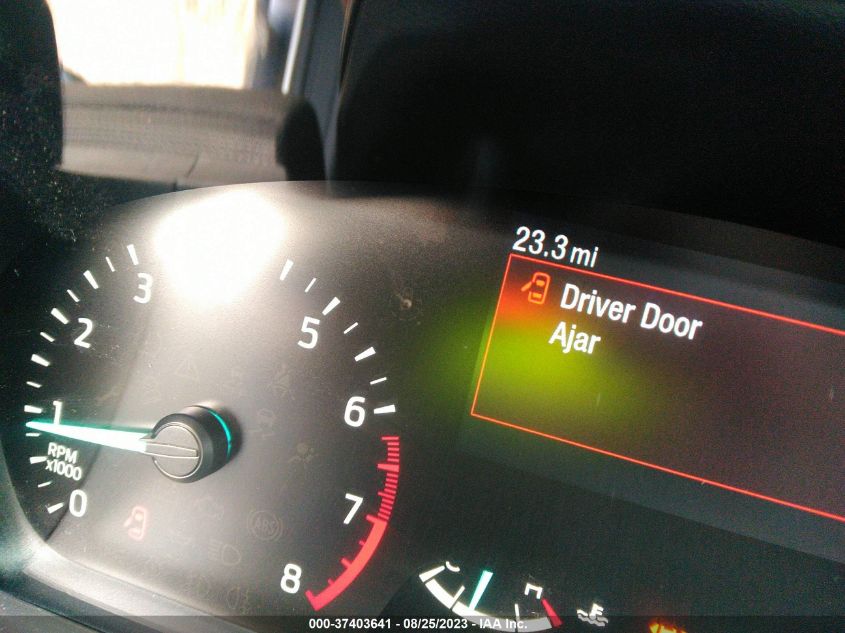 23.3 mi
Driver Door
Ajar
3
2
1
0
RPM
x1000
5
6
7
8
ABS
C
H
000-37403641 - 08/25/2023 - IAA Inc.